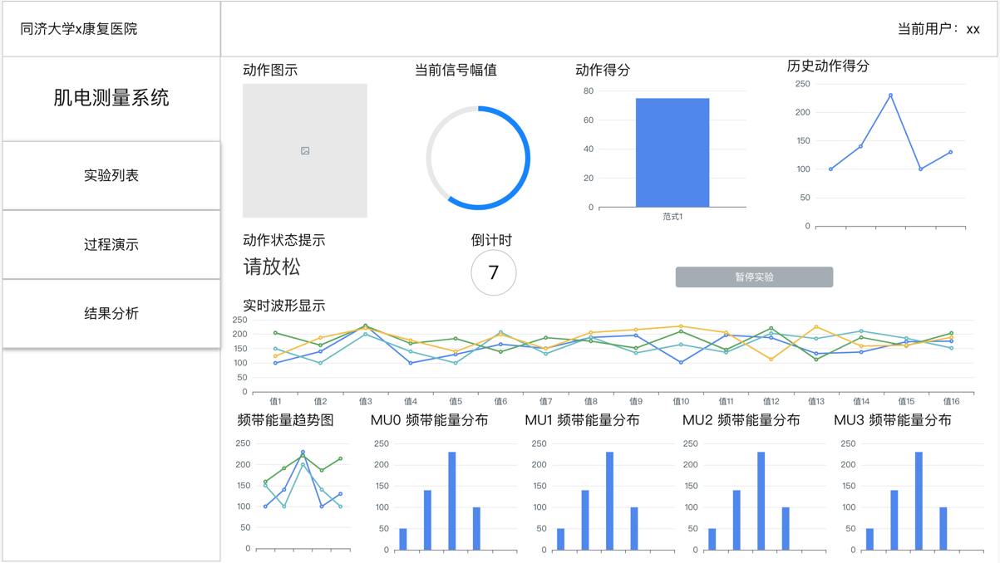 同济大学x康复医院
当前用户：xx
肌电测量系统
实验列表
过程演示
结果分析
动作图示
当前信号幅值
动作得分
80
60
40
20
0
范式1
历史动作得分
250
200
150
100
50
0
动作状态提示
请放松
倒计时
7
暂停实验
实时波形显示
250
200
150
100
50
0
值1 值2 值3 值4 值5 值6 值7 值8 值9 值10 值11 值12 值13 值14 值15 值16
频带能量趋势图
250
200
150
100
50
0
MU0 频带能量分布
250
200
150
100
50
0
MU1 频带能量分布
250
200
150
100
50
0
MU2 频带能量分布
250
200
150
100
50
0
MU3 频带能量分布
250
200
150
100
50
0